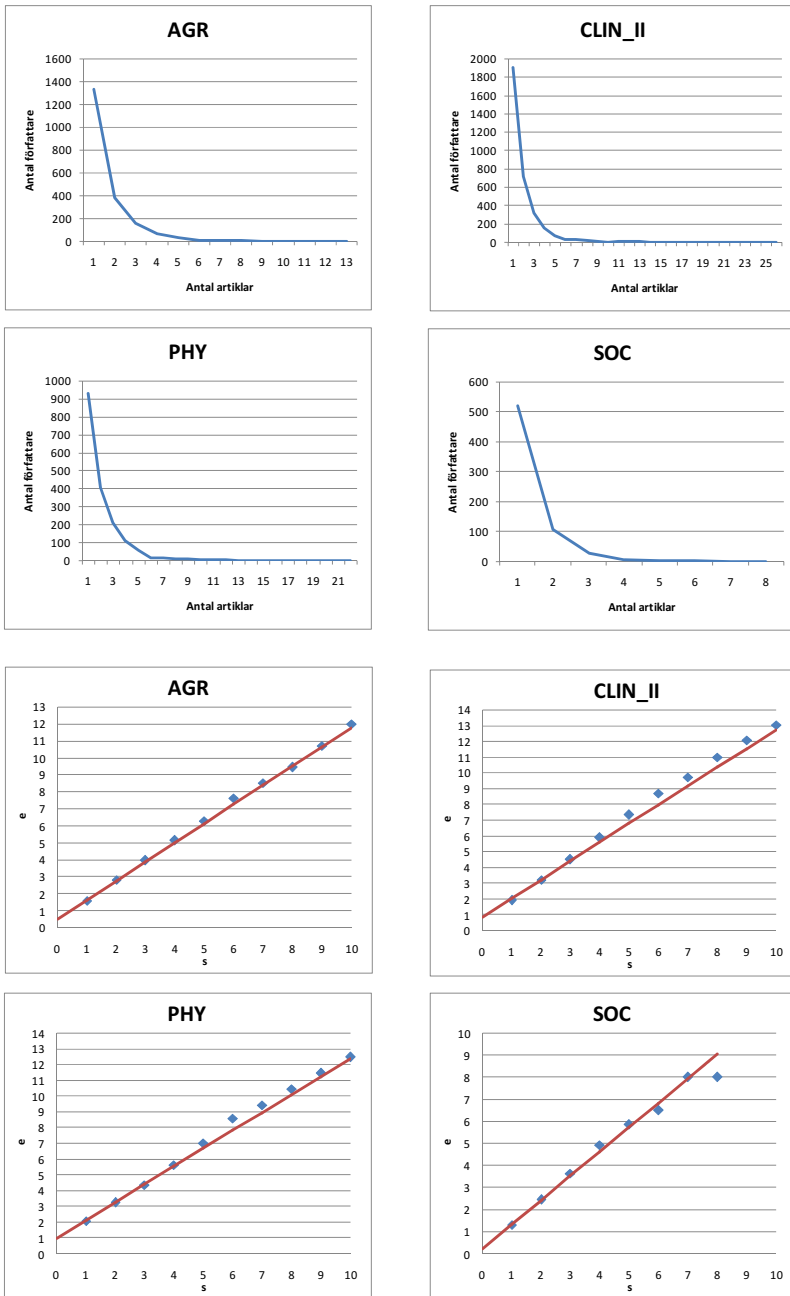 AGR
1600
1400
1200
1000
800
600
400
200
0
Antal författare
1 2 3 4 5 6 7 8 9 10 11 12 13
Antal artiklar
CLIN_II
2000
1800
1600
1400
1200
1000
800
600
400
200
0
Antal författare
1 3 5 7 9 11 13 15 17 19 21 23 25
Antal artiklar
PHY
1000
900
800
700
600
500
400
300
200
100
0
Antal författare
1 3 5 7 9 11 13 15 17 19 21
Antal artiklar
SOC
600
500
400
300
200
100
0
Antal författare
1 2 3 4 5 6 7 8
Antal artiklar
AGR
13
12
11
10
9
8
7
6
5
4
3
2
1
0
e
0 1 2 3 4 5 6 7 8 9 10
s
CLIN_II
14
13
12
11
10
9
8
7
6
5
4
3
2
1
0
e
0 1 2 3 4 5 6 7 8 9 10
s
PHY
14
13
12
11
10
9
8
7
6
5
4
3
2
1
0
e
0 1 2 3 4 5 6 7 8 9 10
s
SOC
10
9
8
7
6
5
4
3
2
1
0
e
0 1 2 3 4 5 6 7 8 9 10
s